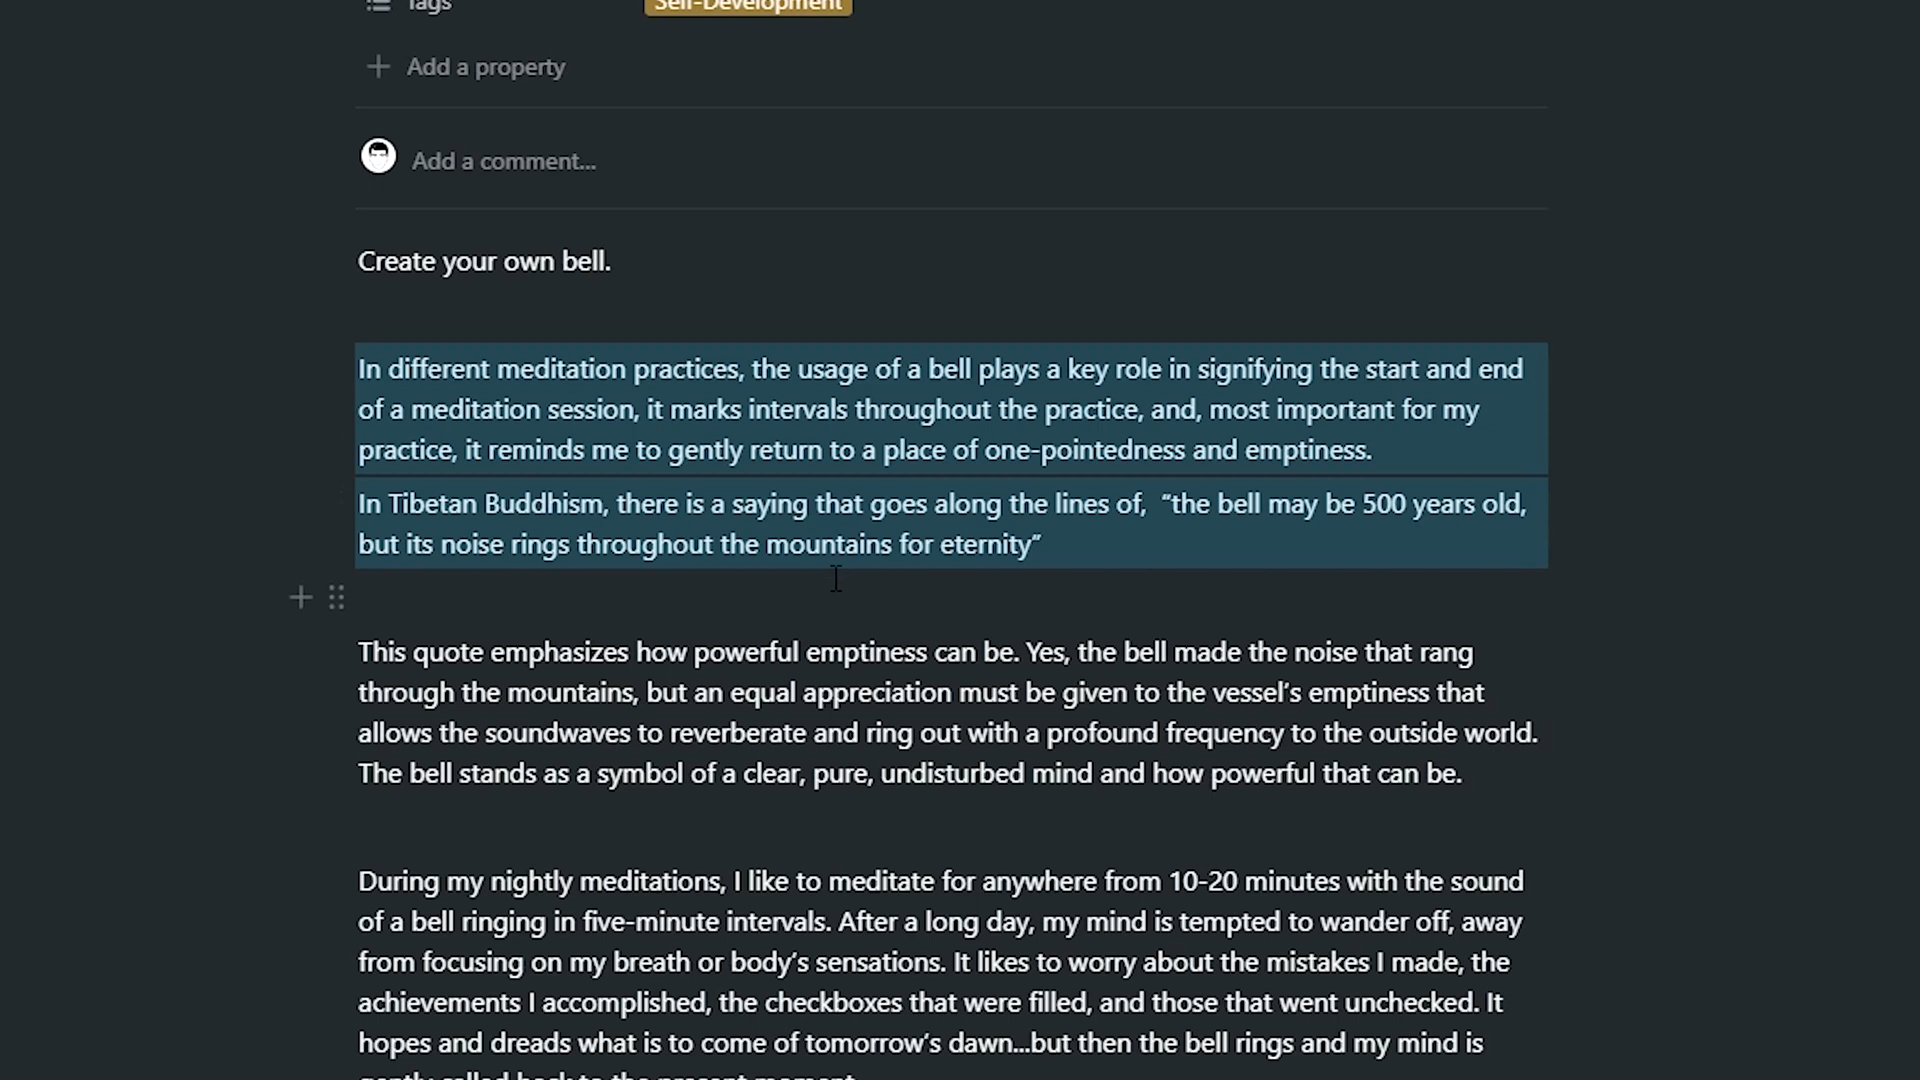 Tags Self-Development
Add a property
Add a comment...
Create your own bell.
In different meditation practices, the usage of a bell plays a key role in signifying the start and end
of a meditation session, it marks intervals throughout the practice, and, most important for my
practice, it reminds me to gently return to a place of one-pointedness and emptiness.
In Tibetan Buddhism, there is a saying that goes along the lines of,  “the bell may be 500 years old,
but its noise rings throughout the mountains for eternity”
This quote emphasizes how powerful emptiness can be. Yes, the bell made the noise that rang
through the mountains, but an equal appreciation must be given to the vessel’s emptiness that
allows the soundwaves to reverberate and ring out with a profound frequency to the outside world.
The bell stands as a symbol of a clear, pure, undisturbed mind and how powerful that can be.
During my nightly meditations, I like to meditate for anywhere from 10-20 minutes with the sound
of a bell ringing in five-minute intervals. After a long day, my mind is tempted to wander off, away
from focusing on my breath or body’s sensations. It likes to worry about the mistakes I made, the
achievements I accomplished, the checkboxes that were filled, and those that went unchecked. It
hopes and dreads what is to come of tomorrow’s dawn...but then the bell rings and my mind is
gently called back to the present moment.